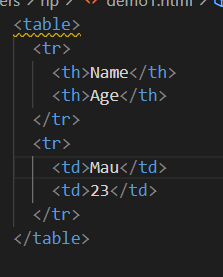 ers > hp > <> demo1.html > ...
<table>
<tr>
<th>Name</th>
<th>Age</th>
</tr>
<tr>
<td>Mau</td>
<td>23</td>
</tr>
</table>